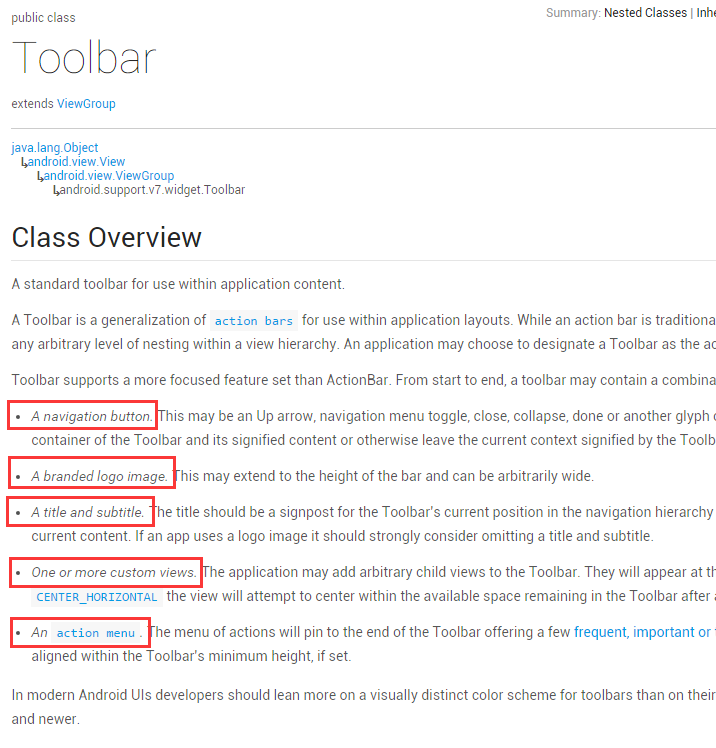 public class
Summary: Nested Classes |
Toolbar
extends ViewGroup
java.lang.Object
android.view.View
android.view.ViewGroup
android.support.v7.widget.Toolbar
Class Overview
A standard toolbar for use within application content.
A Toolbar is a generalization of action bars for use within application layouts. While an action bar is
any arbitrary level of nesting within a view hierarchy. An application may choose to designate a Toolbar as the
Toolbar supports a more focused feature set than ActionBar. From start to end, a toolbar may contain a
• A navigation button. This may be an Up arrow, navigation menu toggle, close, collapse, done or another glyph
container of the Toolbar and its signified content or otherwise leave the current context signified by the
• A branded logo image. This may extend to the height of the bar and can be arbitrarily wide.
• A title and subtitle. The title should be a signpost for the Toolbar's current position in the navigation hierarchy
current content. If an app uses a logo image it should strongly consider omitting a title and subtitle.
• One or more custom views. The application may add arbitrary child views to the Toolbar. They will appear at
CENTER_HORIZONTAL the view will attempt to center within the available space remaining in the Toolbar after
• An action menu. The menu of actions will pin to the end of the Toolbar offering a few frequent, important or
aligned within the Toolbar's minimum height, if set.
In modern Android UIs developers should lean more on a visually distinct color scheme for toolbars than on their
and newer.